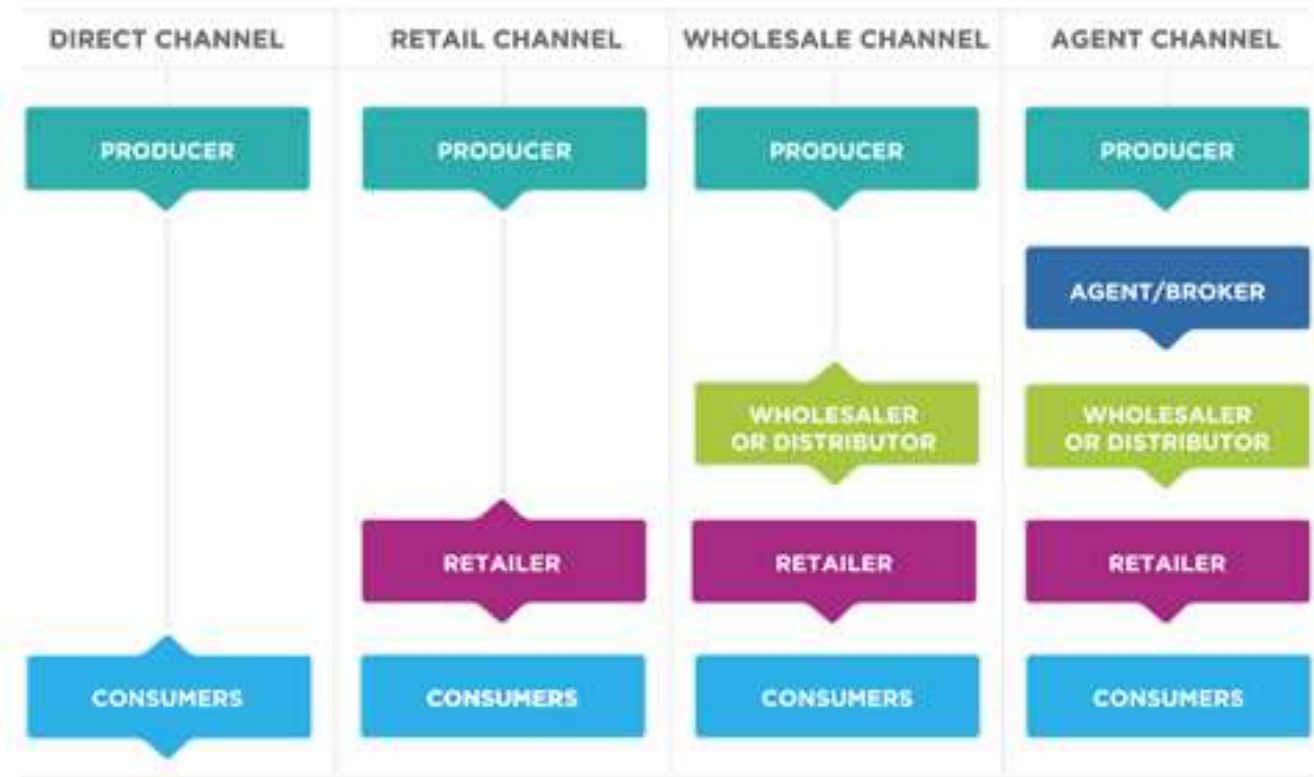 DIRECT CHANNEL
RETAIL CHANNEL
WHOLESALE CHANNEL
AGENT CHANNEL
PRODUCER
PRODUCER
PRODUCER
PRODUCER
AGENT/BROKER
WHOLESALER
OR DISTRIBUTOR
WHOLESALER
OR DISTRIBUTOR
RETAILER
RETAILER
RETAILER
CONSUMERS
CONSUMERS
CONSUMERS
CONSUMERS